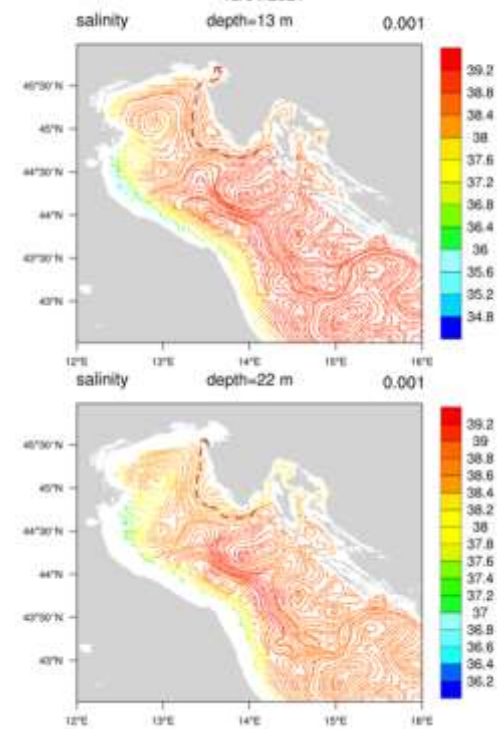 salinity depth=13 m 0.001
45°30' N
45° N
44°30' N
44° N
43°30' N
43° N
12°E 13°E 14°E 15°E 16°E
39.2
38.8
38.4
38
37.6
37.2
36.8
36.4
36
35.6
35.2
34.8
salinity depth=22 m 0.001
45°30' N
45° N
44°30' N
44° N
43°30' N
43° N
12°E 13°E 14°E 15°E 16°E
39.2
39
38.8
38.6
38.4
38.2
38
37.8
37.6
37.4
37.2
37
36.8
36.6
36.4
36.2